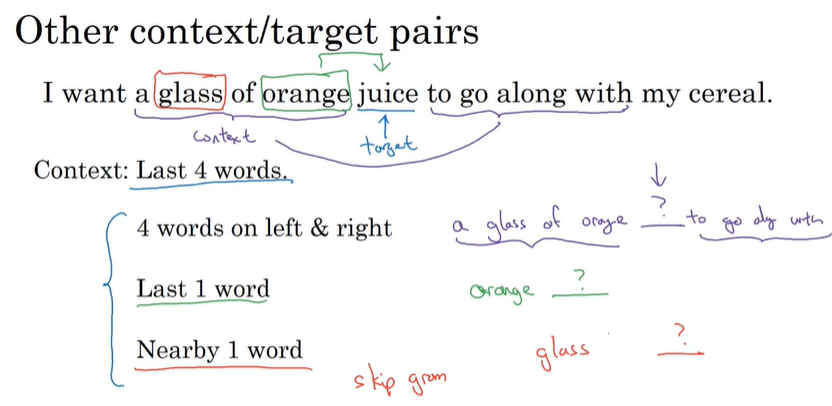 Other context/target pairs
I want a glass of orange juice to go along with my cereal.
context
target
Context: Last 4 words.
4 words on left & right a glass of orage ? to go alg with
Last 1 word orange ?
Nearby 1 word glass ?
skip gram